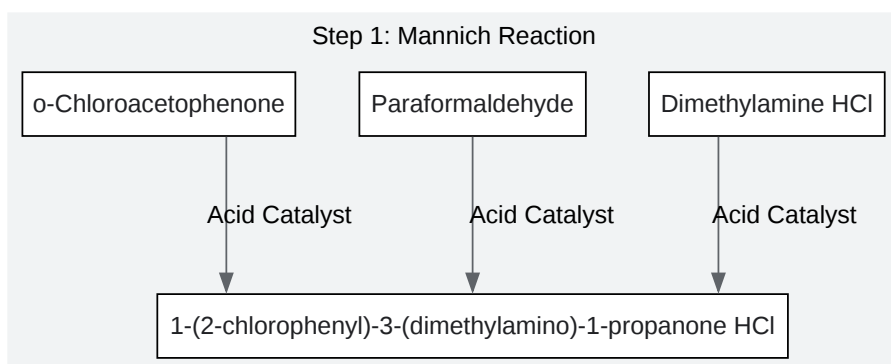 Step 1: Mannich Reaction
o-Chloroacetophenone
Paraformaldehyde
Dimethylamine HCl
Acid Catalyst
Acid Catalyst
Acid Catalyst
1-(2-chlorophenyl)-3-(dimethylamino)-1-propanone HCl